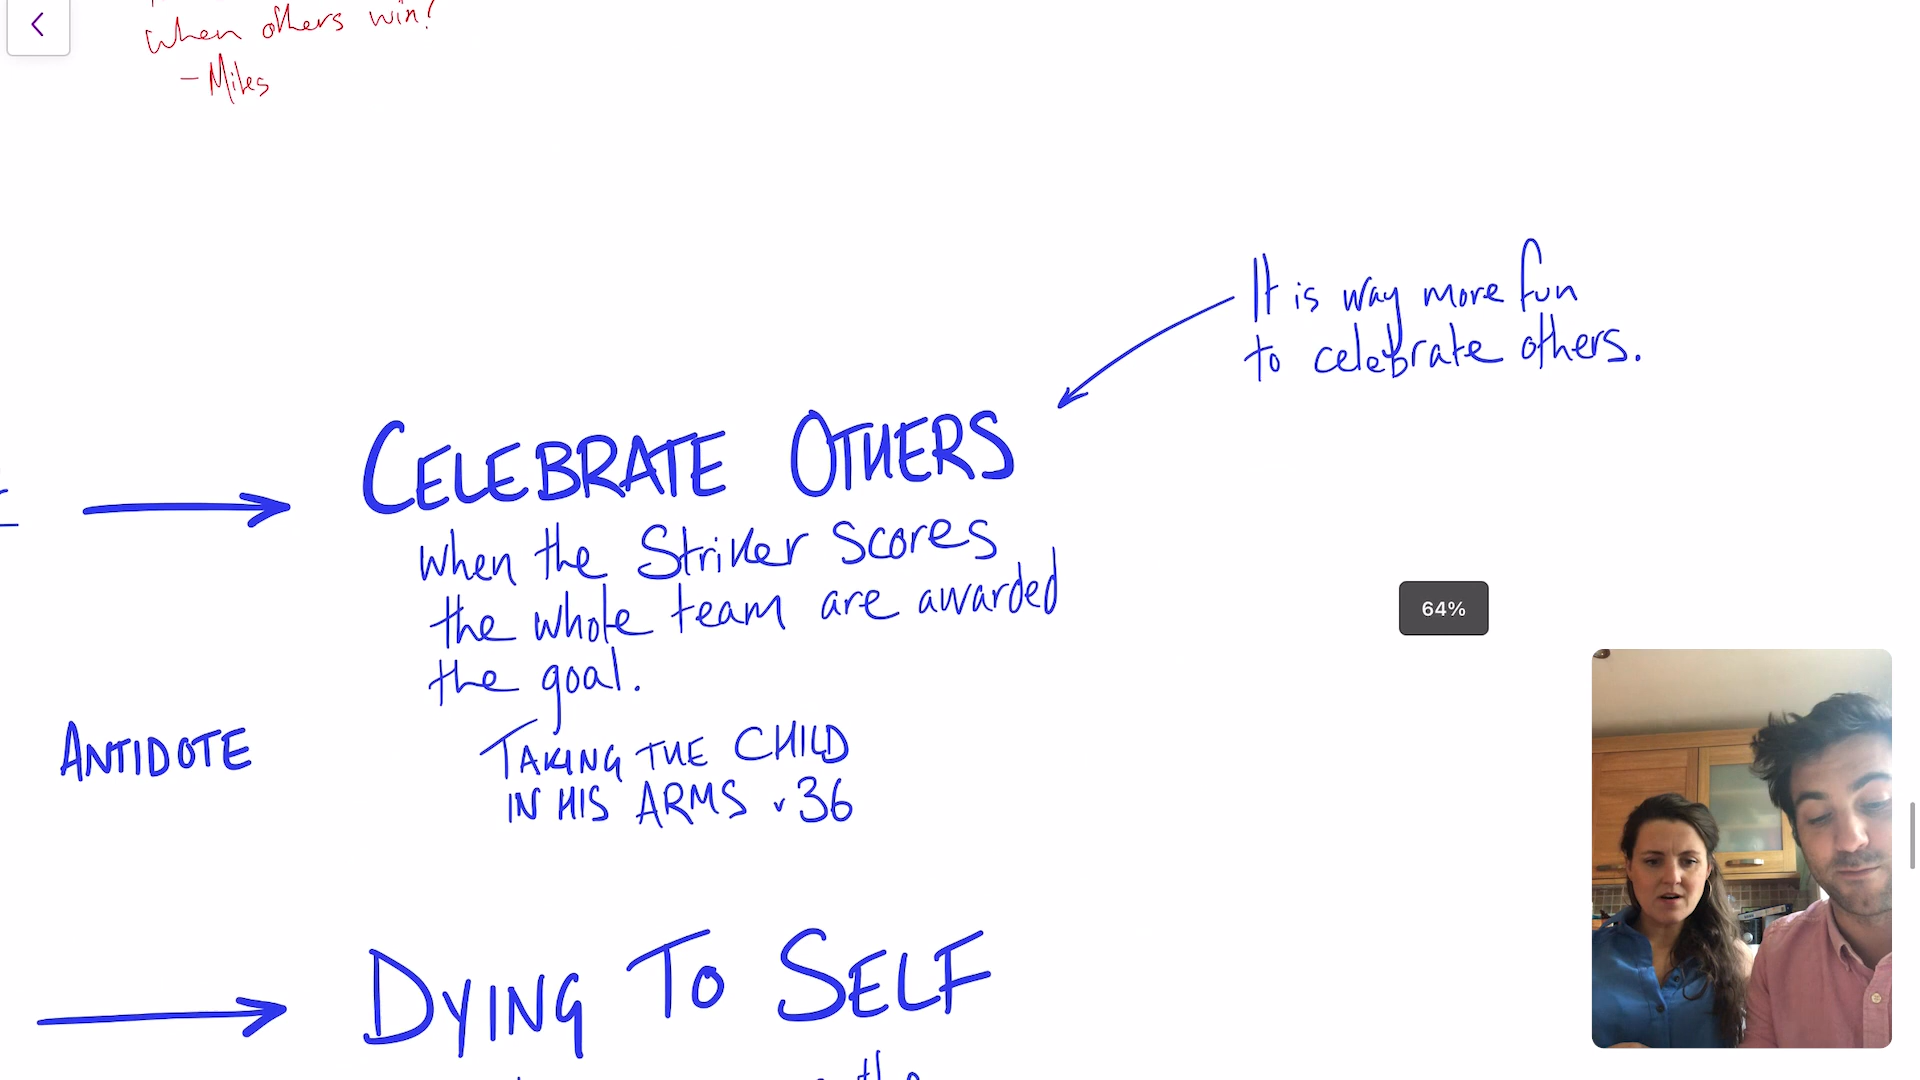 when others win?
- Miles
It is way more fun
to celebrate others.
CELEBRATE OTHERS
when the Striker scores
the whole team are awarded
the goal.
64%
ANTIDOTE
TAKING THE CHILD
IN HIS ARMS v36
DYING TO SELF
the